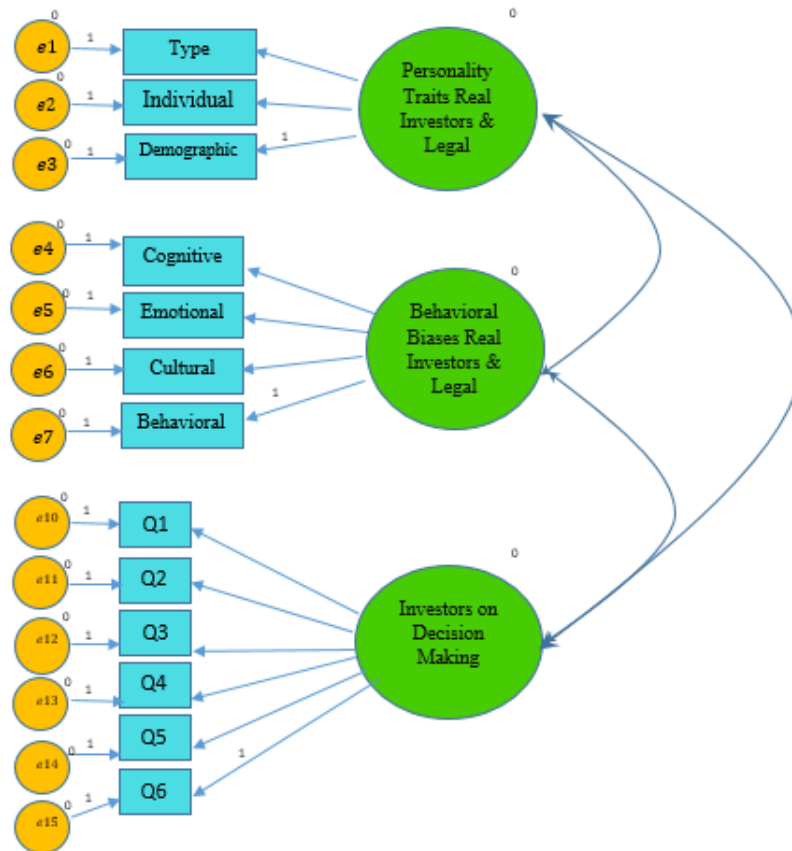 0
0
e1
1
Type
Personality
Traits Real
Investors &
Legal
0
e2
1
Individual
0
e3
1
Demographic
1
0
e4
1
Cognitive
0
0
e5
1
Emotional
Behavioral
Biases Real
Investors &
Legal
0
e6
1
Cultural
1
0
e7
1
Behavioral
0
e10
1
Q1
0
0
e11
1
Q2
Investors on
Decision
Making
0
e12
1
Q3
0
e13
1
Q4
0
e14
1
Q5
1
0
e15
1
Q6